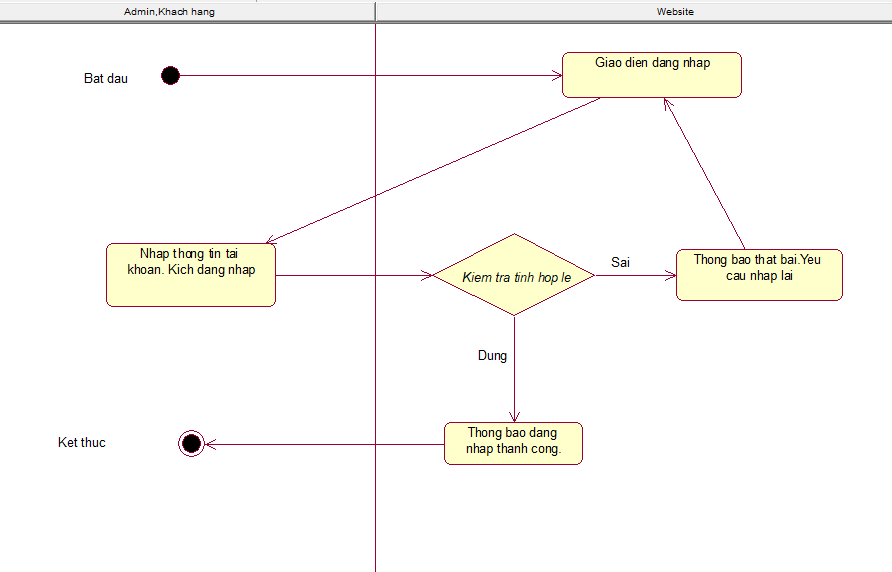 Admin,Khach hang
Website
Bat dau
Giao dien dang nhap
Nhap thong tin tai
khoan. Kich dang nhap
Kiem tra tinh hop le
Sai
Thong bao that bai.Yeu
cau nhap lai
Dung
Thong bao dang
nhap thanh cong.
Ket thuc